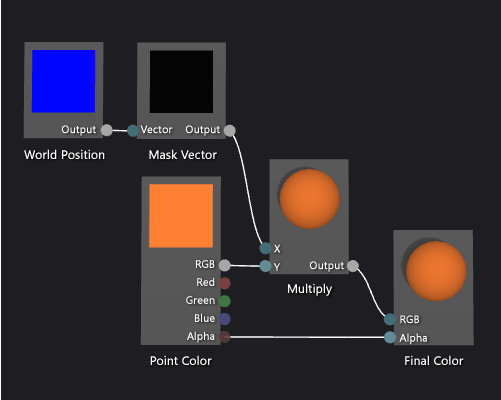 Output
Vector Output
World Position
Mask Vector
X
RGB
Y
Output
Red
Multiply
Green
Blue
RGB
Alpha
Alpha
Point Color
Final Color